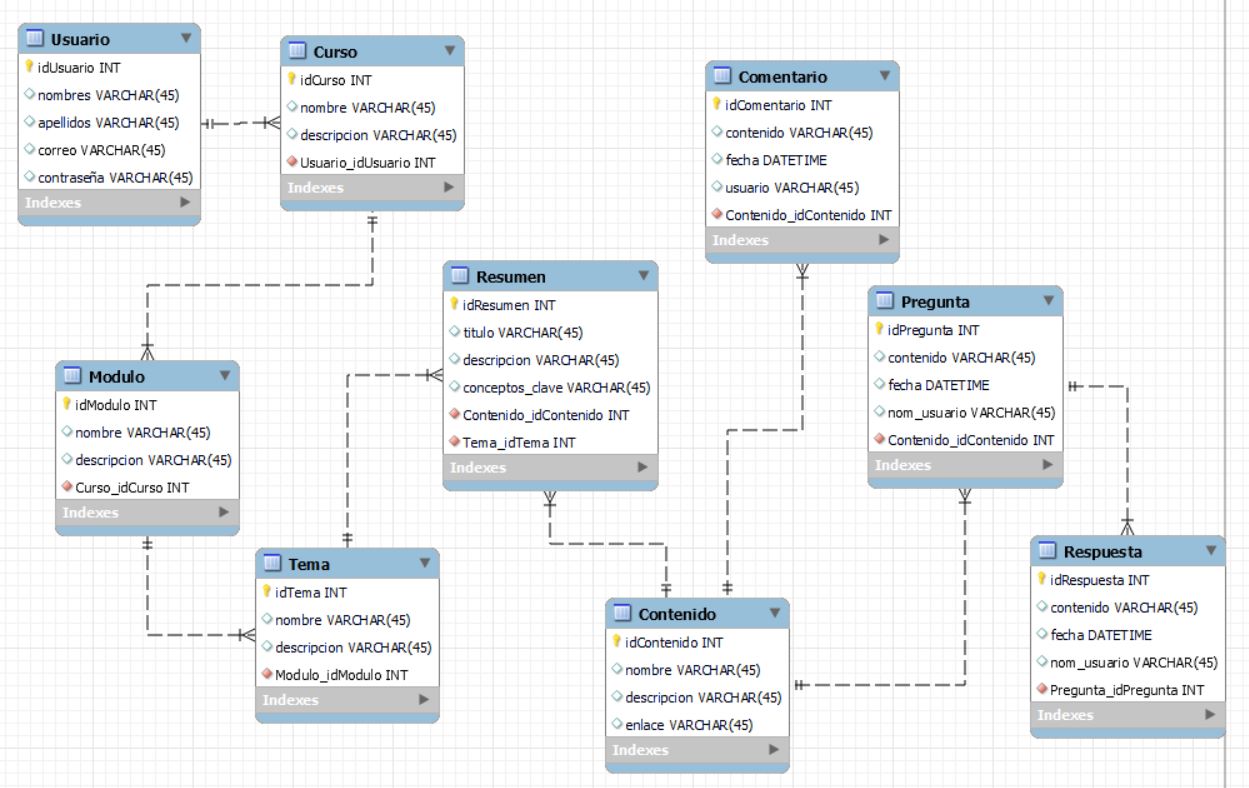 Usuario
idUsuario INT
nombres VARCHAR(45)
apellidos VARCHAR(45)
correo VARCHAR(45)
contraseña VARCHAR(45)
Indexes
Curso
idCurso INT
nombre VARCHAR(45)
descripcion VARCHAR(45)
Usuario_idUsuario INT
Indexes
Comentario
idComentario INT
contenido VARCHAR(45)
fecha DATETIME
usuario VARCHAR(45)
Contenido_idContenido INT
Indexes
Resumen
idResumen INT
titulo VARCHAR(45)
descripcion VARCHAR(45)
conceptos_clave VARCHAR(45)
Contenido_idContenido INT
Tema_idTema INT
Indexes
Pregunta
idPregunta INT
contenido VARCHAR(45)
fecha DATETIME
nom_usuario VARCHAR(45)
Contenido_idContenido INT
Indexes
Modulo
idModulo INT
nombre VARCHAR(45)
descripcion VARCHAR(45)
Curso_idCurso INT
Indexes
Tema
idTema INT
nombre VARCHAR(45)
descripcion VARCHAR(45)
Modulo_idModulo INT
Indexes
Contenido
idContenido INT
nombre VARCHAR(45)
descripcion VARCHAR(45)
enlace VARCHAR(45)
Indexes
Respuesta
idRespuesta INT
contenido VARCHAR(45)
fecha DATETIME
nom_usuario VARCHAR(45)
Pregunta_idPregunta INT
Indexes